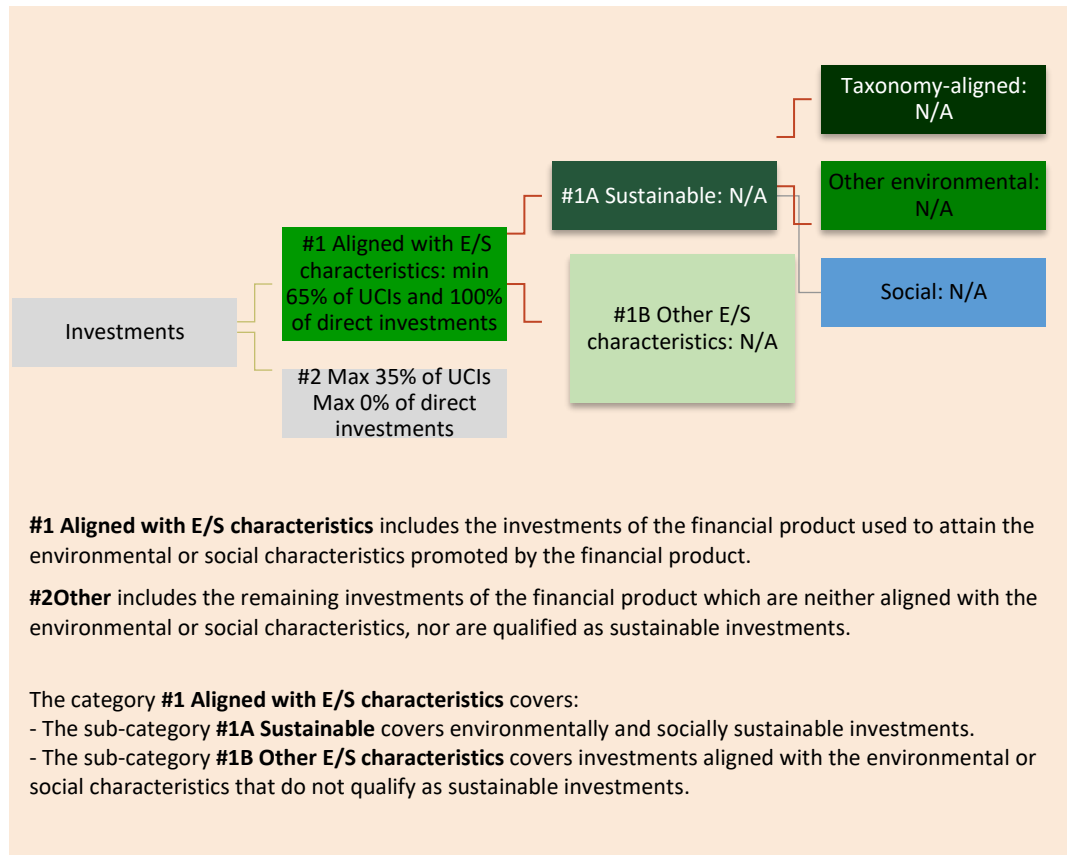 Taxonomy-aligned:
N/A
#1A Sustainable: N/A
Other environmental:
N/A
#1 Aligned with E/S
characteristics: min
65% of UCIs and 100%
of direct investments
Social: N/A
#1B Other E/S
characteristics: N/A
Investments
#2 Max 35% of UCIs
Max 0% of direct
investments
#1 Aligned with E/S characteristics includes the investments of the financial product used to attain the
environmental or social characteristics promoted by the financial product.
#2Other includes the remaining investments of the financial product which are neither aligned with the
environmental or social characteristics, nor are qualified as sustainable investments.
The category #1 Aligned with E/S characteristics covers:
- The sub-category #1A Sustainable covers environmentally and socially sustainable investments.
- The sub-category #1B Other E/S characteristics covers investments aligned with the environmental or
social characteristics that do not qualify as sustainable investments.